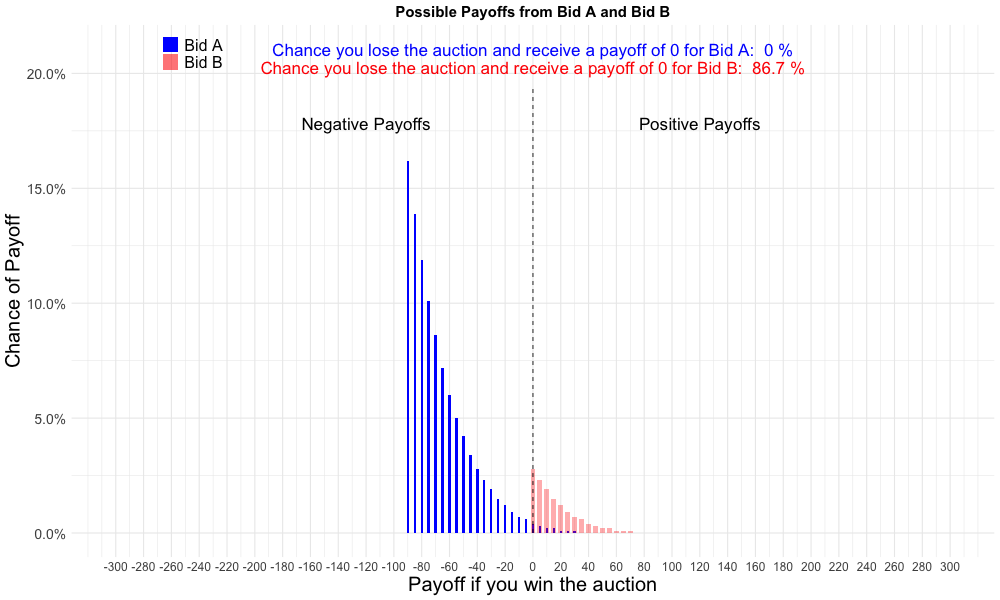 Possible Payoffs from Bid A and Bid B
Bid A
Bid B
Chance you lose the auction and receive a payoff of 0 for Bid A:  0 %
Chance you lose the auction and receive a payoff of 0 for Bid B:  86.7 %
Negative Payoffs
Positive Payoffs
Chance of Payoff
20.0%
15.0%
10.0%
5.0%
0.0%
-300 -280 -260 -240 -220 -200 -180 -160 -140 -120 -100 -80 -60 -40 -20 0 20 40 60 80 100 120 140 160 180 200 220 240 260 280 300
Payoff if you win the auction